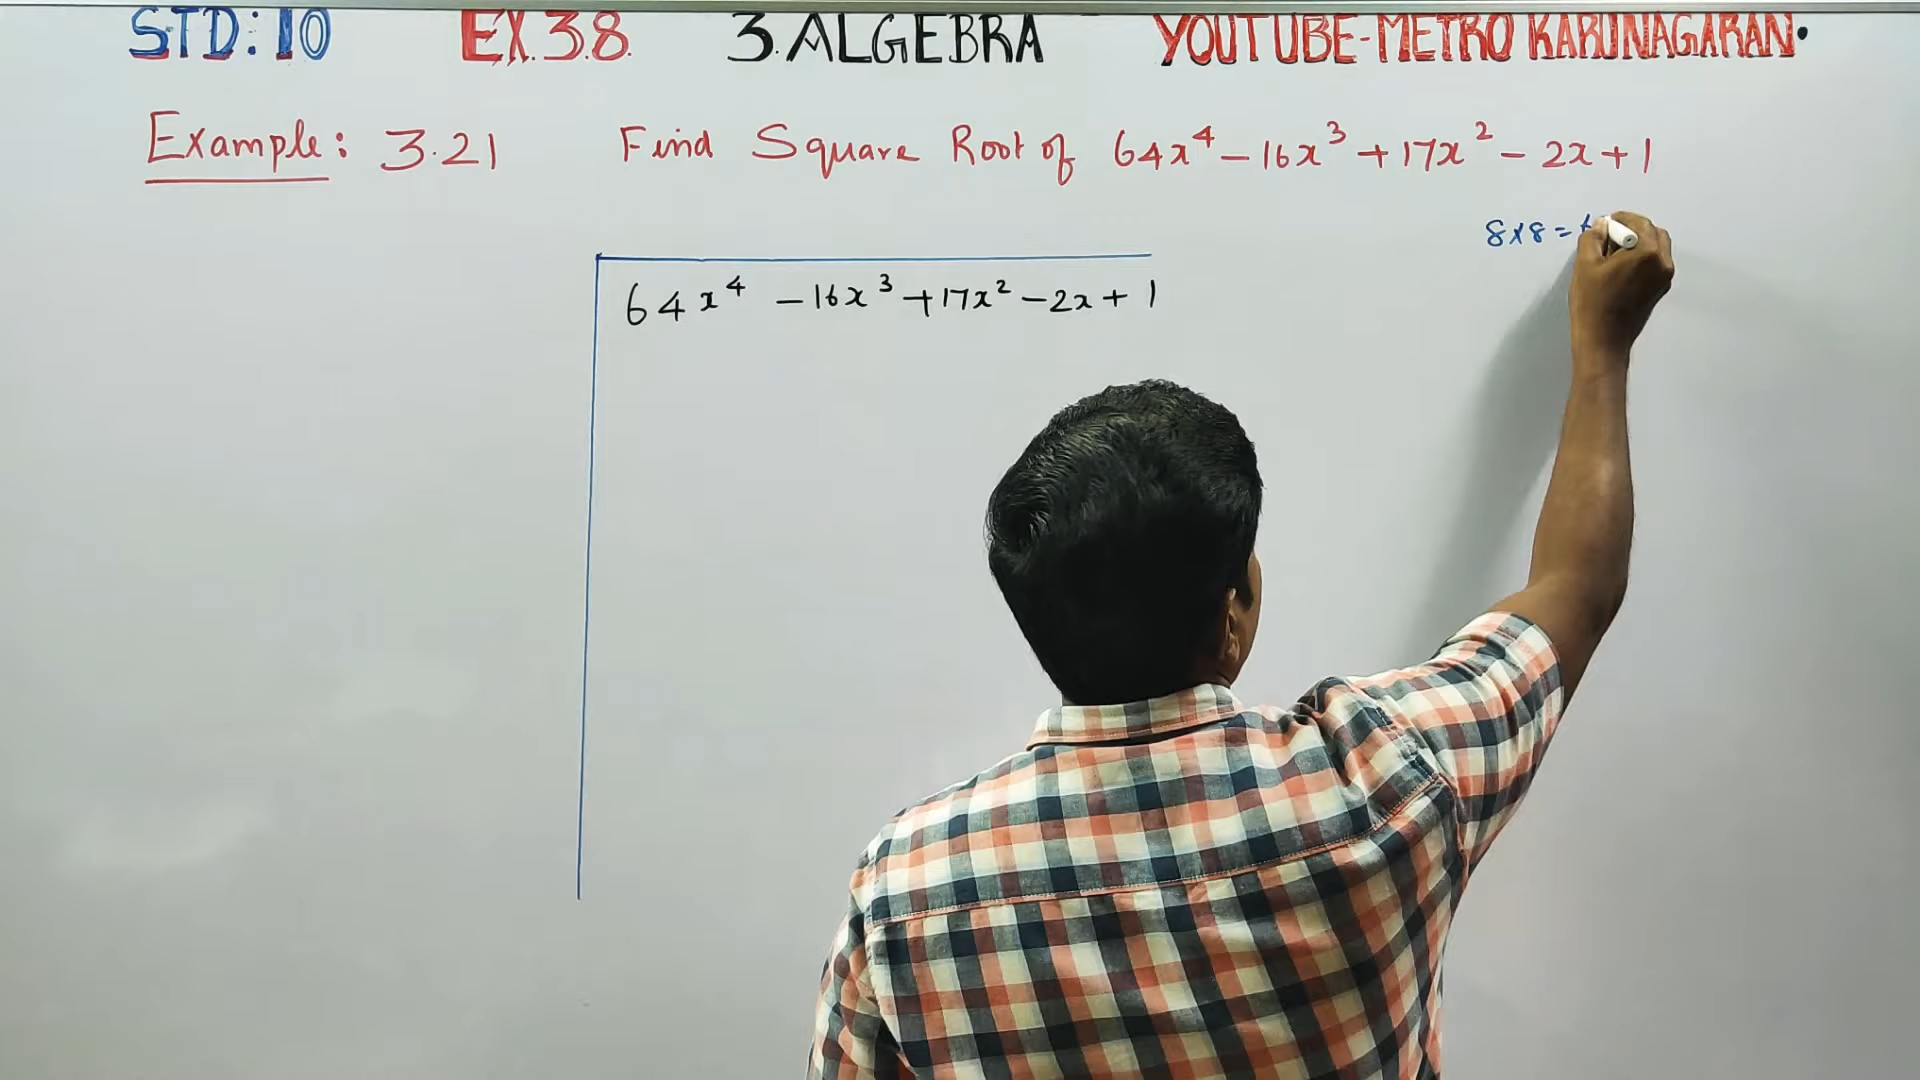 STD:10 EX.3.8. 3.ALGEBRA YOUTUBE-METRO KARUNAGARAN.
Example: 3.21 Find Square Root of 64x⁴ - 16x³ + 17x² - 2x + 1
8x8 = 6
64x⁴ - 16x³ + 17x² - 2x + 1